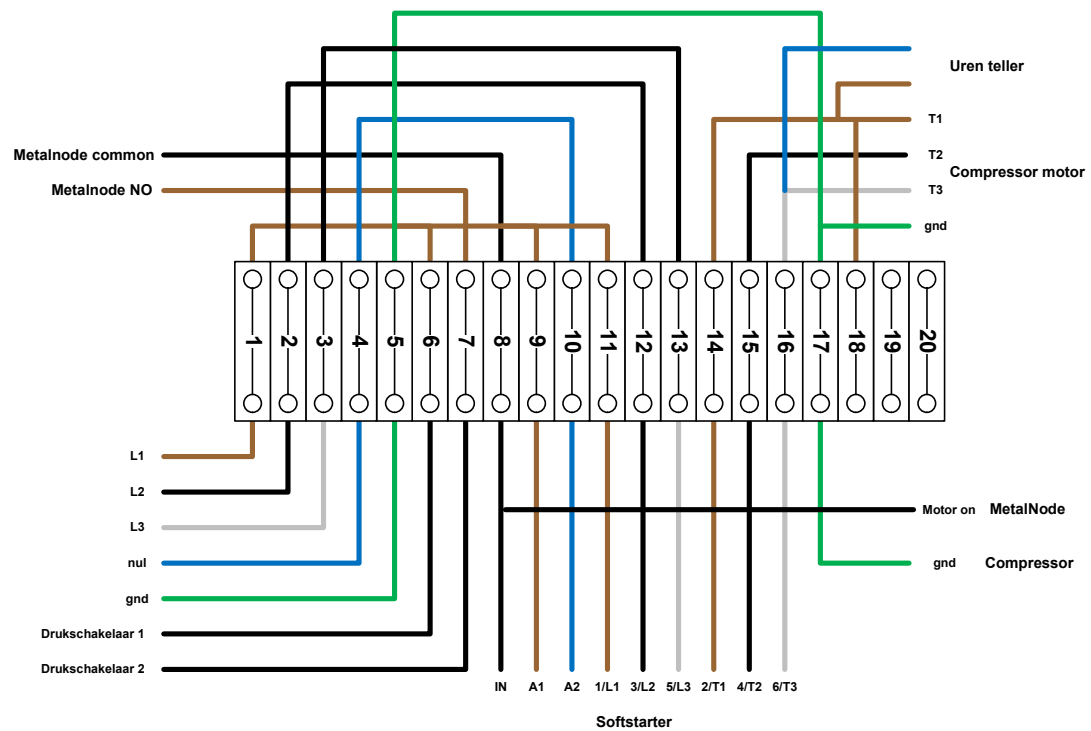 Uren teller
T1
Metalnode common
T2
Compressor motor
Metalnode NO
T3
gnd
1 2 3 4 5 6 7 8 9 10 11 12 13 14 15 16 17 18 19 20
L1
L2
Motor on MetalNode
L3
nul
gnd Compressor
gnd
Drukschakelaar 1
Drukschakelaar 2
IN A1 A2 1/L1 3/L2 5/L3 2/T1 4/T2 6/T3
Softstarter